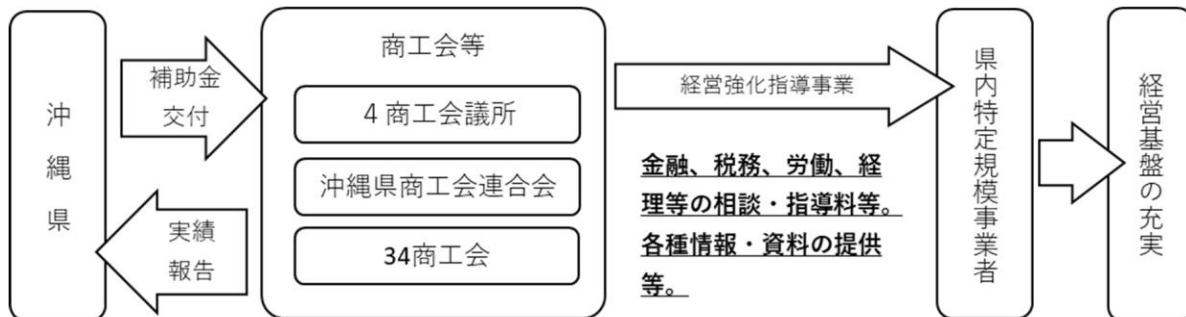 沖縄県
補助金
交付
実績
報告
商工会等
4 商工会議所
沖縄県商工会連合会
34商工会
経営強化指導事業
金融、税務、労働、経
理等の相談・指導料等。
各種情報・資料の提供
等。
県内特定規模事業者
経営基盤の充実